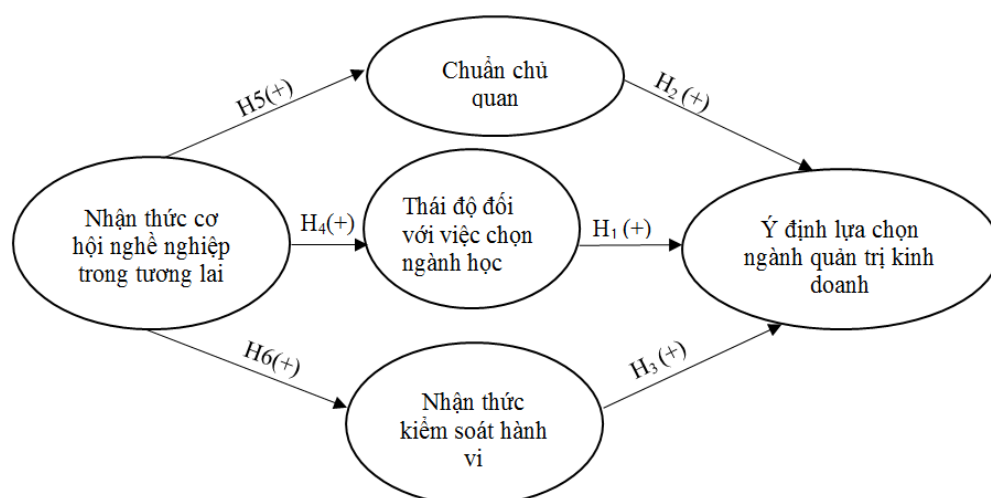 Chuẩn chủ
quan
H5(+)
H₂ (+)
Nhận thức cơ
hội nghề nghiệp
trong tương lai
H₄(+)
Thái độ đối
với việc chọn
ngành học
H₁ (+)
Ý định lựa chọn
ngành quản trị kinh
doanh
H6(+)
H₃ (+)
Nhận thức
kiểm soát hành
vi